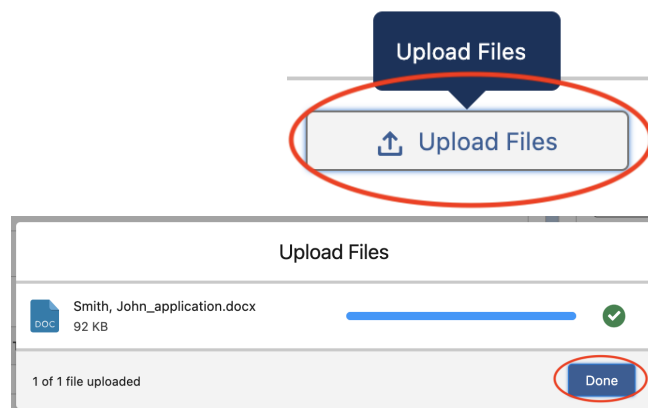 Upload Files
Upload Files
Upload Files
Smith, John_application.docx
DOC
92 KB
1 of 1 file uploaded
Done